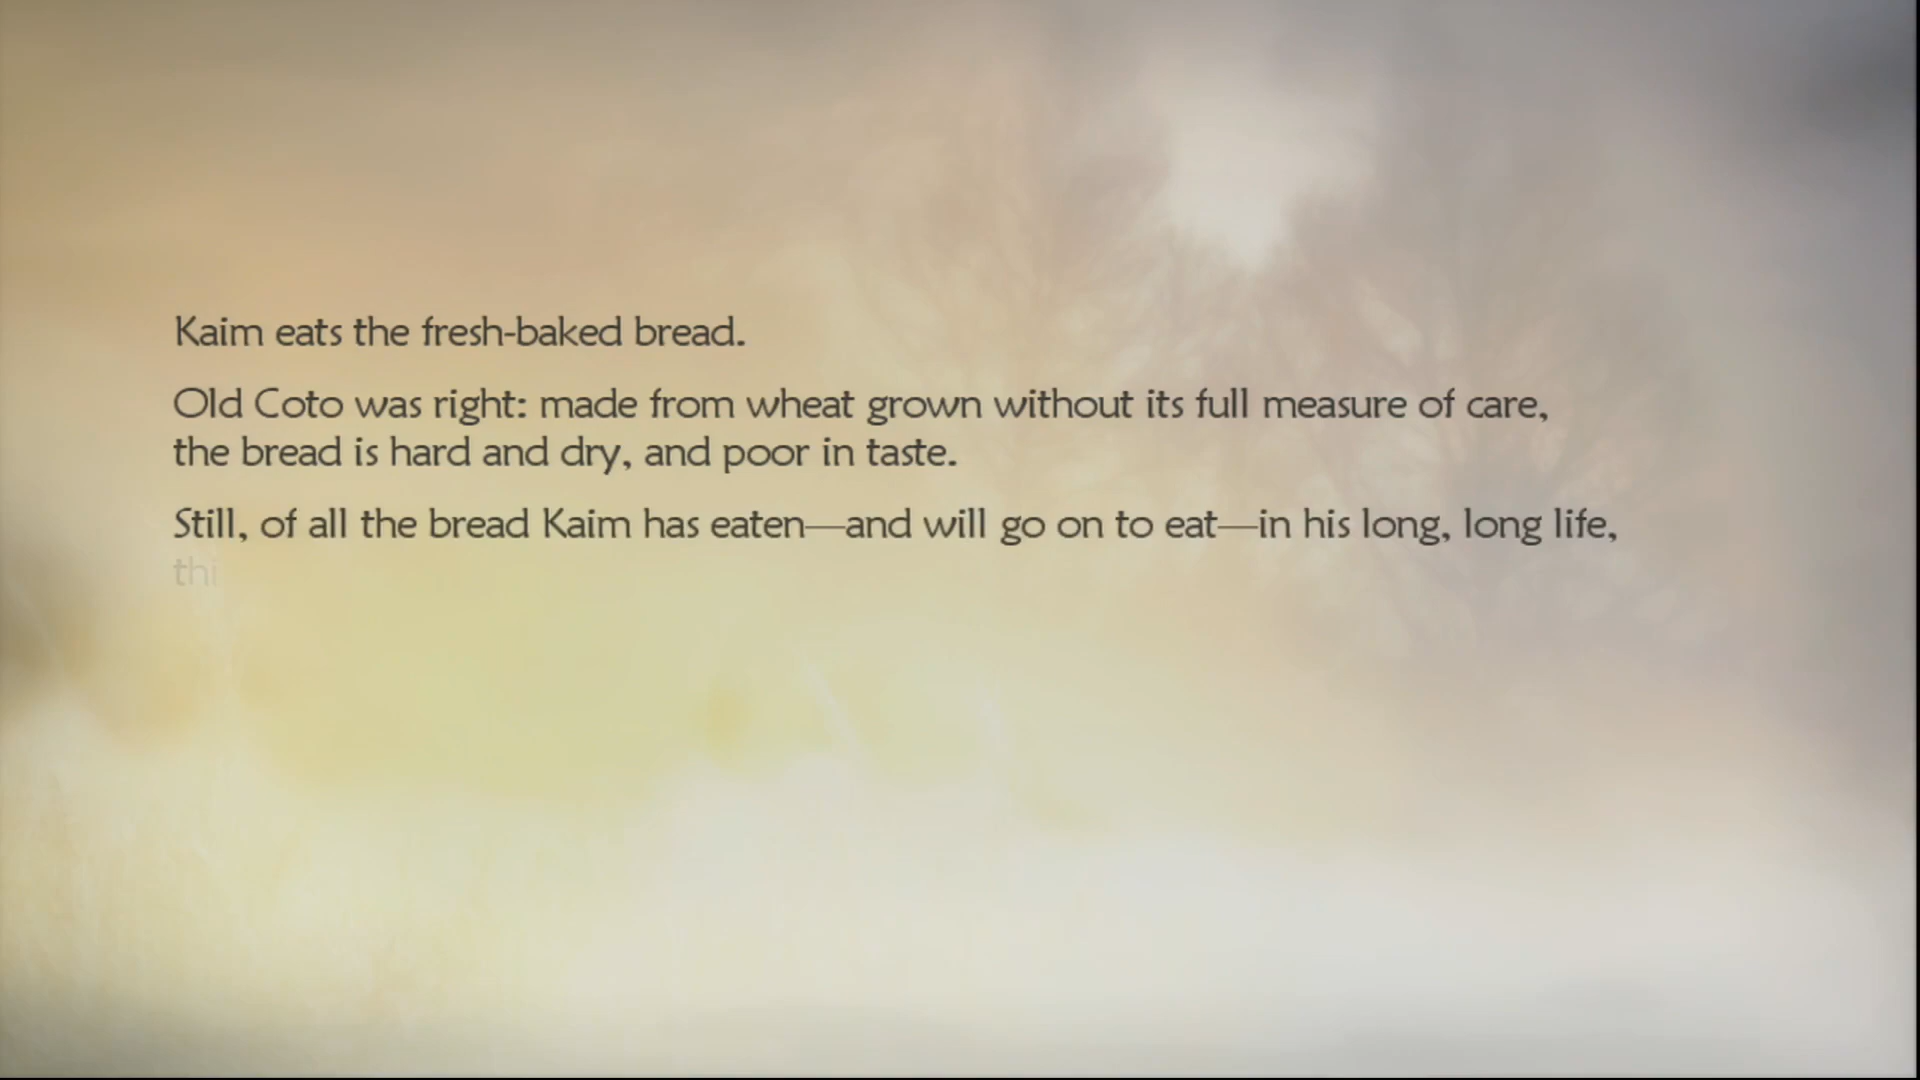 Kaim eats the fresh-baked bread.
Old Coto was right: made from wheat grown without its full measure of care,
the bread is hard and dry, and poor in taste.
Still, of all the bread Kaim has eaten—and will go on to eat—in his long, long life,
thi